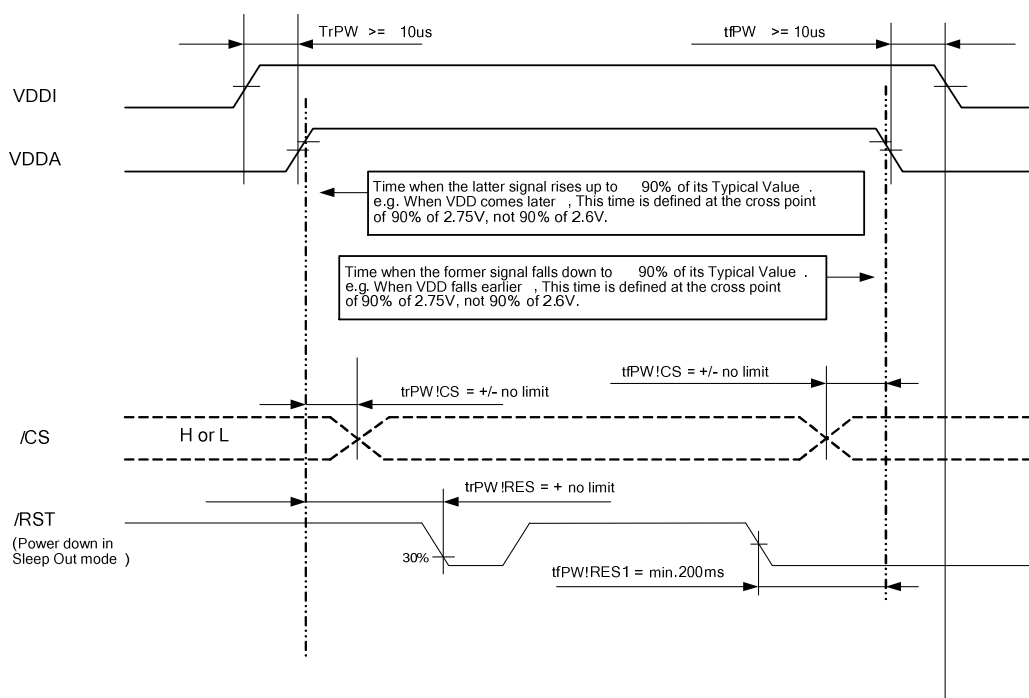 TrPW >= 10us
tfPW >= 10us
VDDI
VDDA
Time when the latter signal rises up to 90% of its Typical Value .
e.g. When VDD comes later , This time is defined at the cross point
of 90% of 2.75V, not 90% of 2.6V.
Time when the former signal falls down to 90% of its Typical Value .
e.g. When VDD falls earlier , This time is defined at the cross point
of 90% of 2.75V, not 90% of 2.6V.
trPW!CS = +/- no limit
tfPW!CS = +/- no limit
/CS
H or L
trPW!RES = + no limit
/RST
(Power down in
Sleep Out mode )
30%
tfPW!RES1 = min.200ms